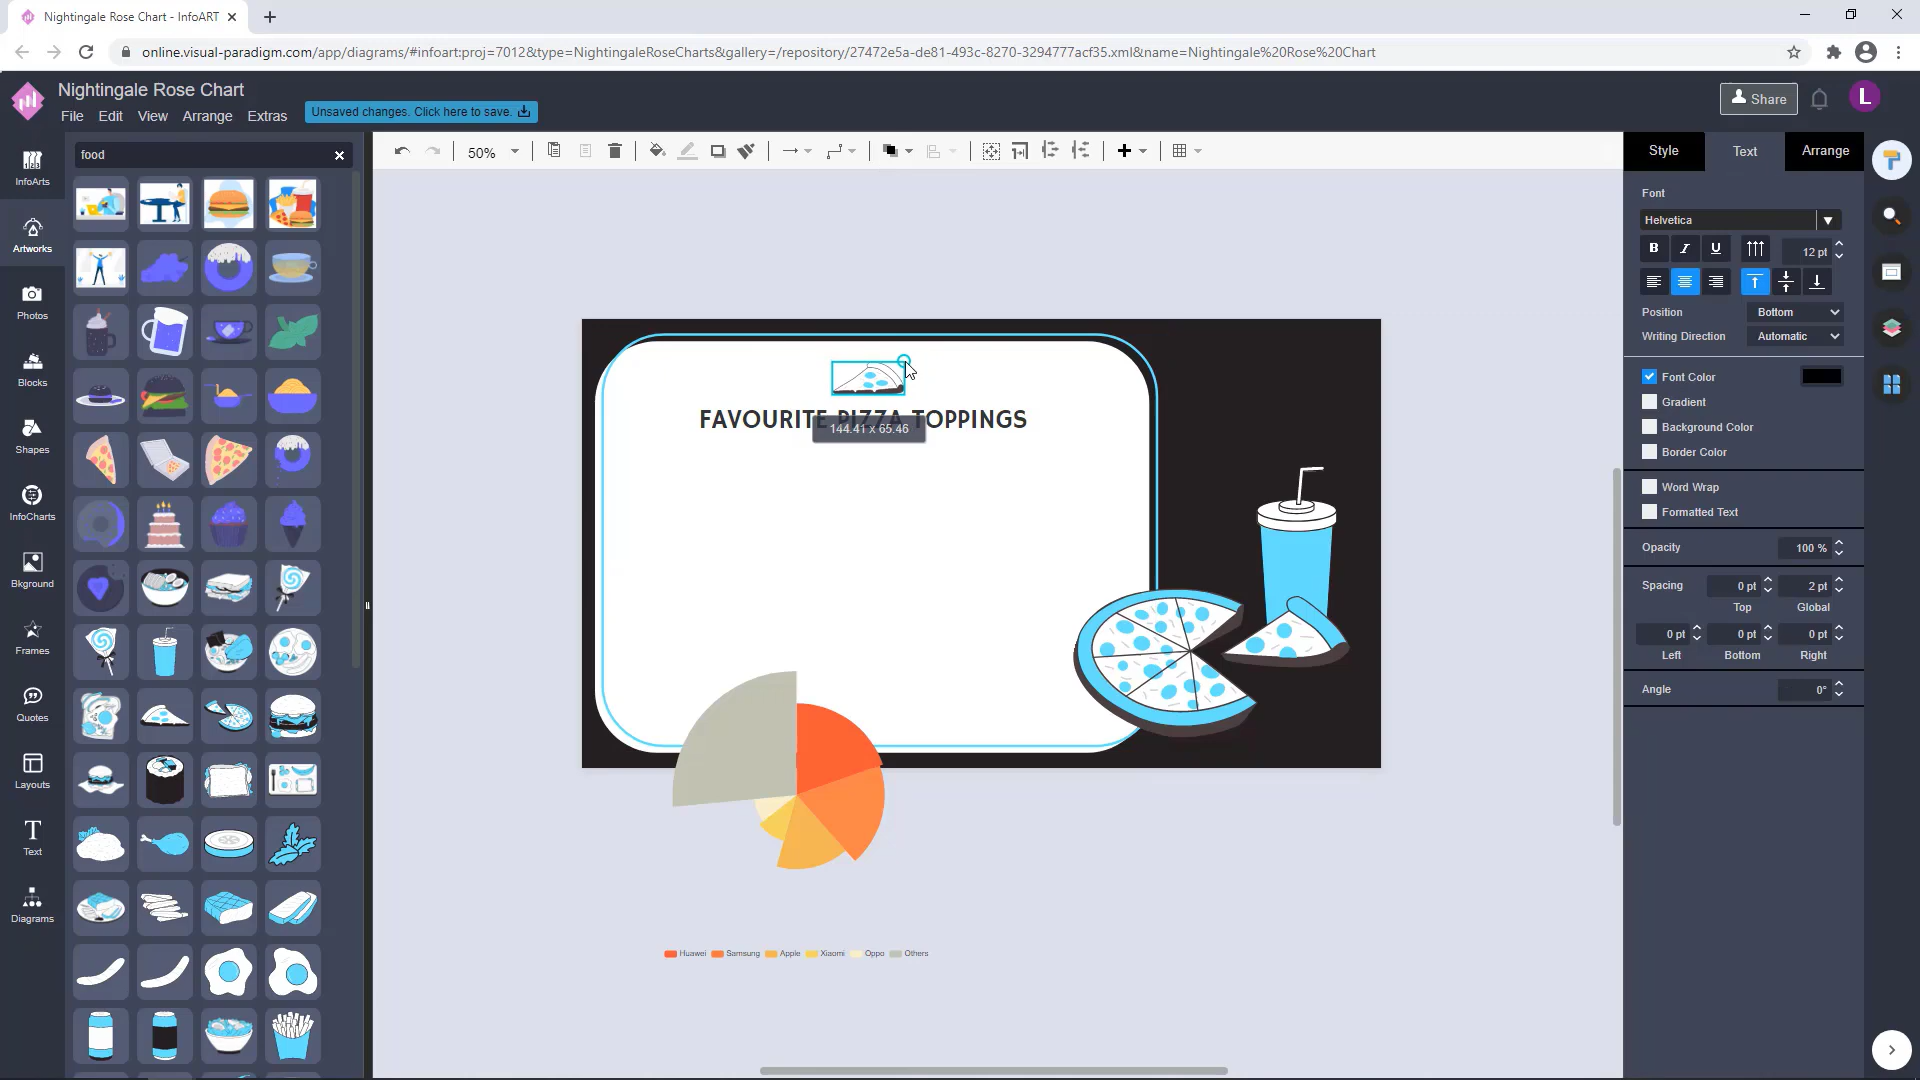 Nightingale Rose Chart - InfoART
online.visual-paradigm.com/app/diagrams/#infoart:proj=7012&type=NightingaleRoseCharts&gallery=/repository/27472e5a-de81-493c-8270-3294777acf35.xml&name=Nightingale%20Rose%20Chart
Nightingale Rose Chart
File Edit View Arrange Extras
Unsaved changes. Click here to save.
Share
L
InfoArts
Artworks
Photos
Blocks
Shapes
InfoCharts
Bkground
Frames
Quotes
Layouts
Text
Diagrams
food
50%
FAVOURITE PIZZA TOPPINGS
144.41 x 65.46
Huawei Samsung Apple Xiaomi Oppo Others
Style Text Arrange
Font
Helvetica
B I U 12 pt
Position Bottom
Writing Direction Automatic
Font Color
Gradient
Background Color
Border Color
Word Wrap
Formatted Text
Opacity 100 %
Spacing 0 pt 2 pt
Top Global
0 pt 0 pt 0 pt
Left Bottom Right
Angle 0°